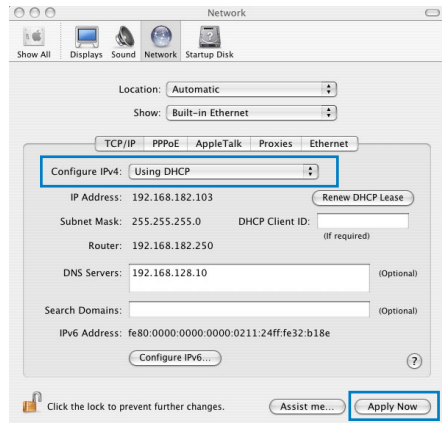 Network
Show All Displays Sound Network Startup Disk
Location: Automatic
Show: Built-in Ethernet
TCP/IP PPPoE AppleTalk Proxies Ethernet
Configure IPv4: Using DHCP
IP Address: 192.168.182.103 Renew DHCP Lease
Subnet Mask: 255.255.255.0 DHCP Client ID:
(If required)
Router: 192.168.182.250
DNS Servers: 192.168.128.10 (Optional)
Search Domains: (Optional)
IPv6 Address: fe80:0000:0000:0000:0211:24ff:fe32:b18e
Configure IPv6... ?
Click the lock to prevent further changes. Assist me... Apply Now